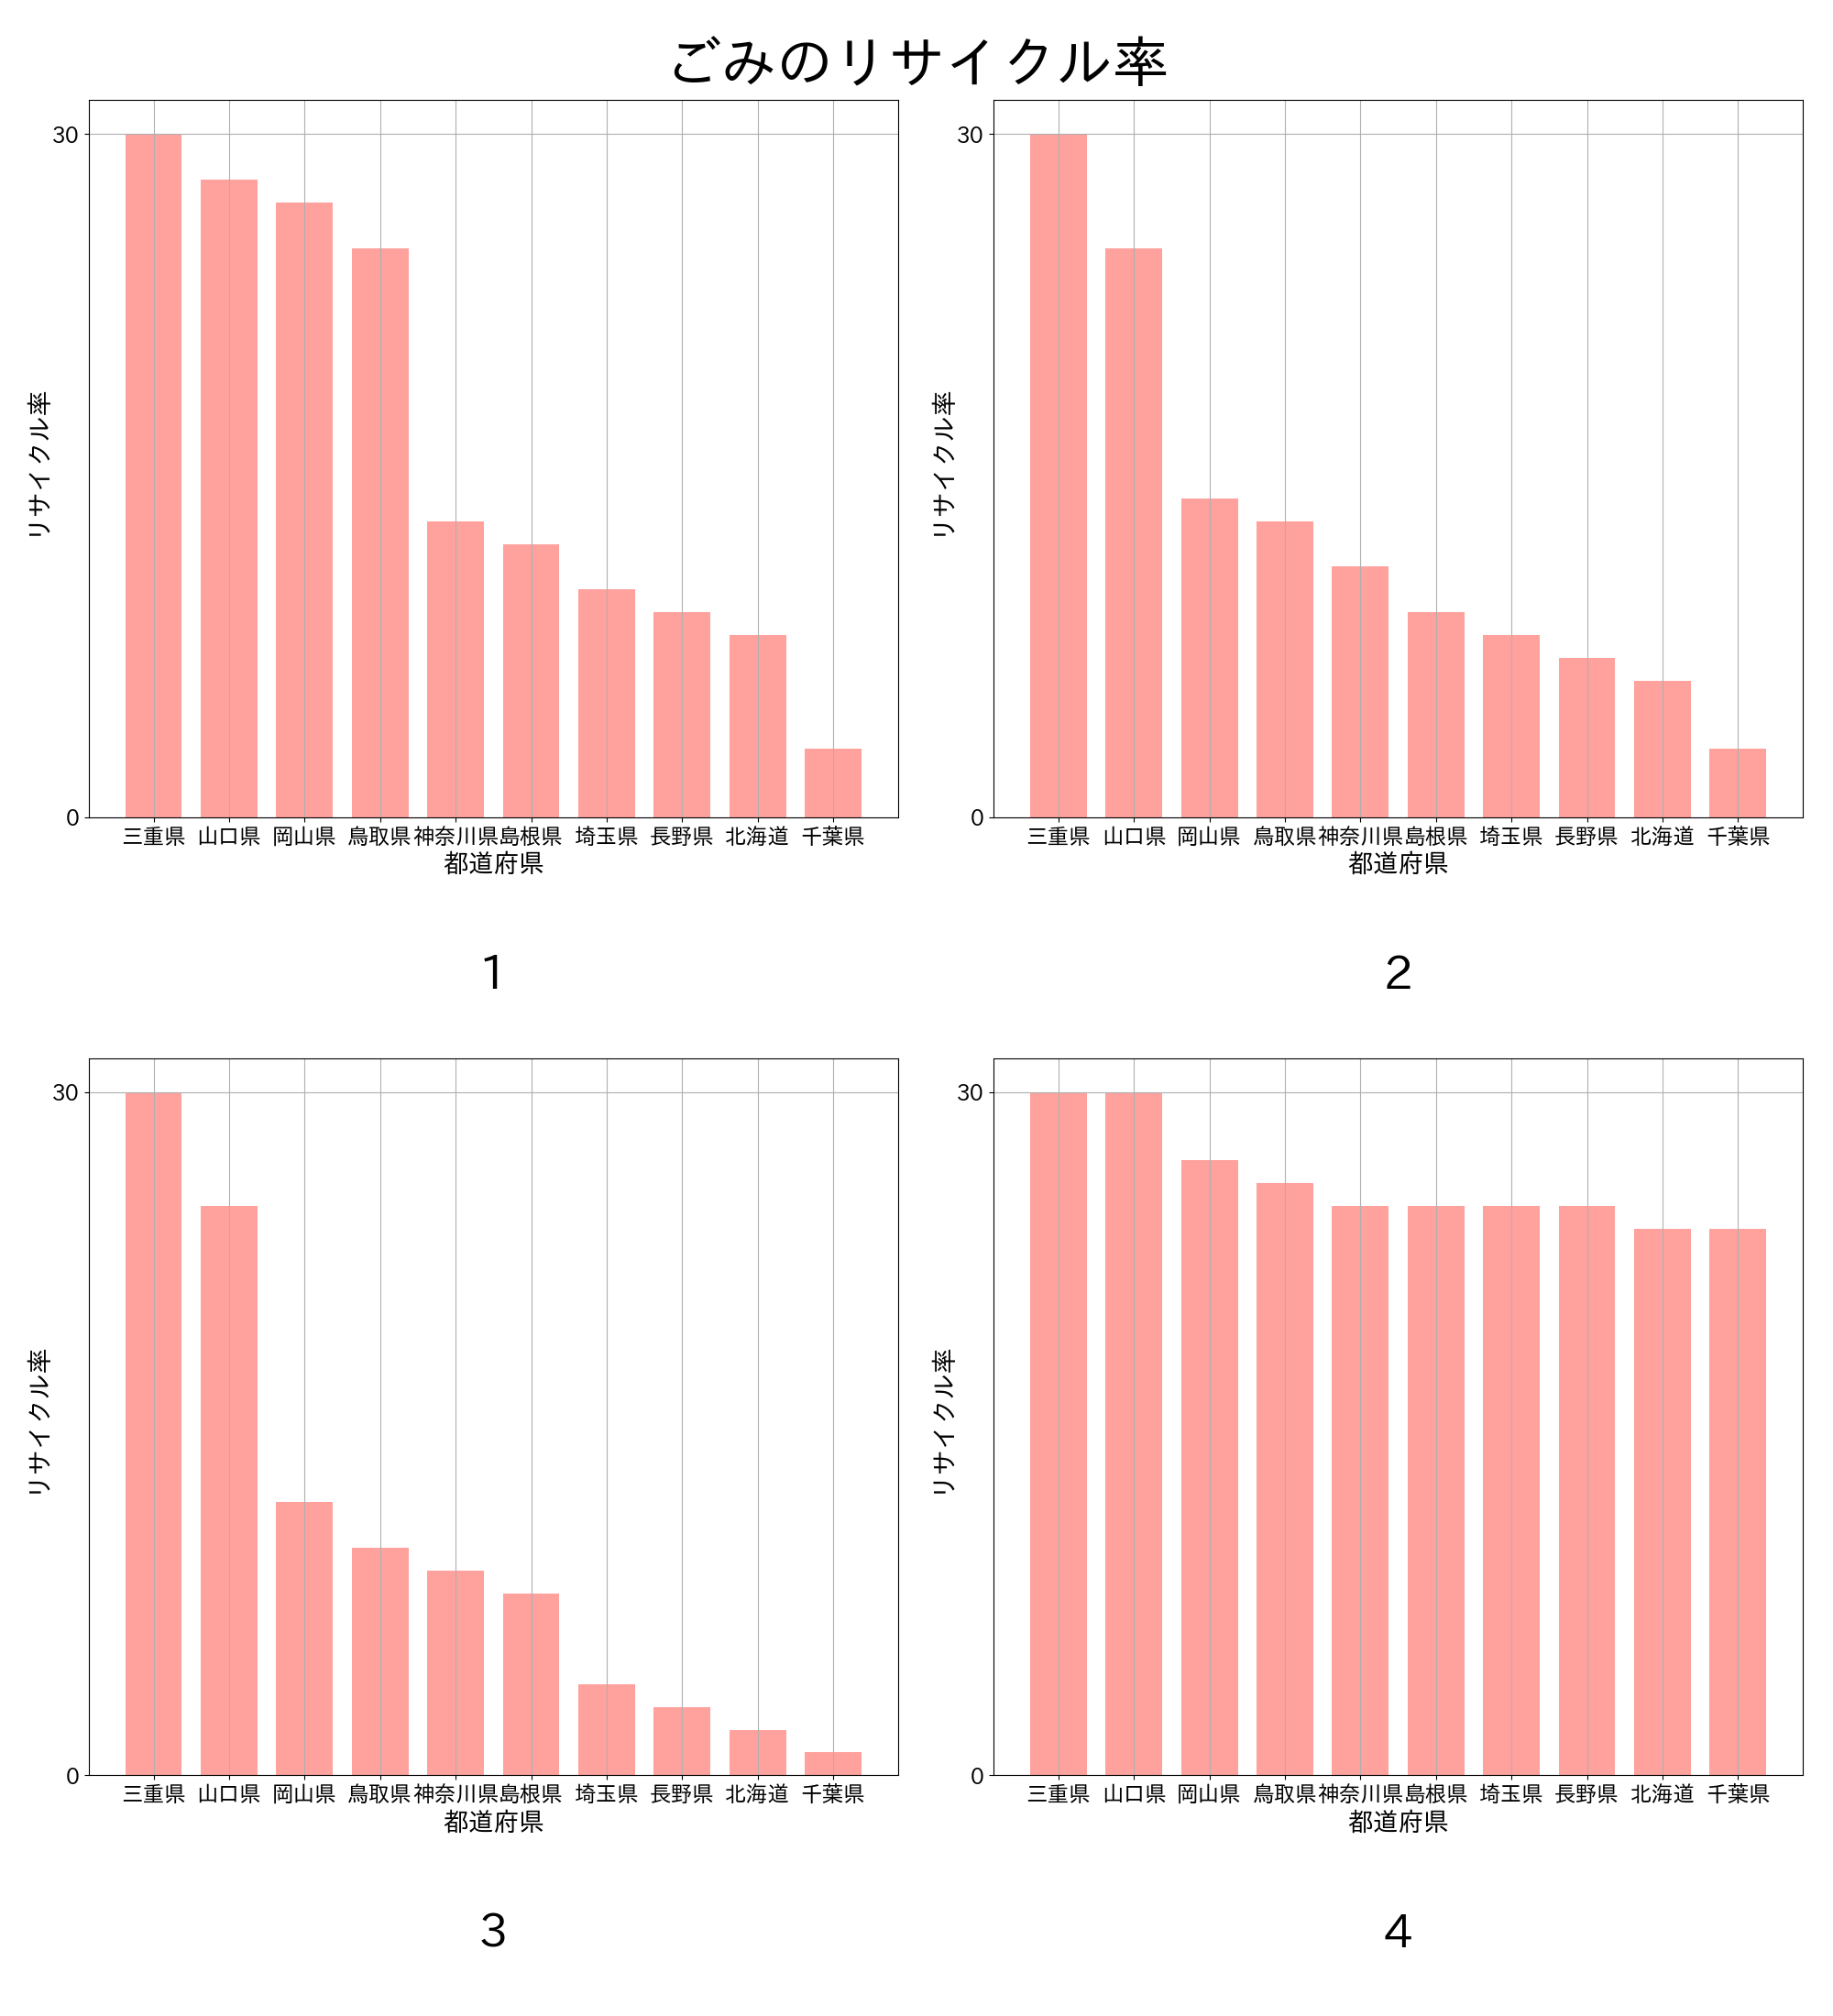 ごみのリサイクル率
30
0
リサイクル率
三重県 山口県 岡山県 鳥取県 神奈川県 島根県 埼玉県 長野県 北海道 千葉県
都道府県
1
30
0
リサイクル率
三重県 山口県 岡山県 鳥取県 神奈川県 島根県 埼玉県 長野県 北海道 千葉県
都道府県
2
30
0
リサイクル率
三重県 山口県 岡山県 鳥取県 神奈川県 島根県 埼玉県 長野県 北海道 千葉県
都道府県
3
30
0
リサイクル率
三重県 山口県 岡山県 鳥取県 神奈川県 島根県 埼玉県 長野県 北海道 千葉県
都道府県
4